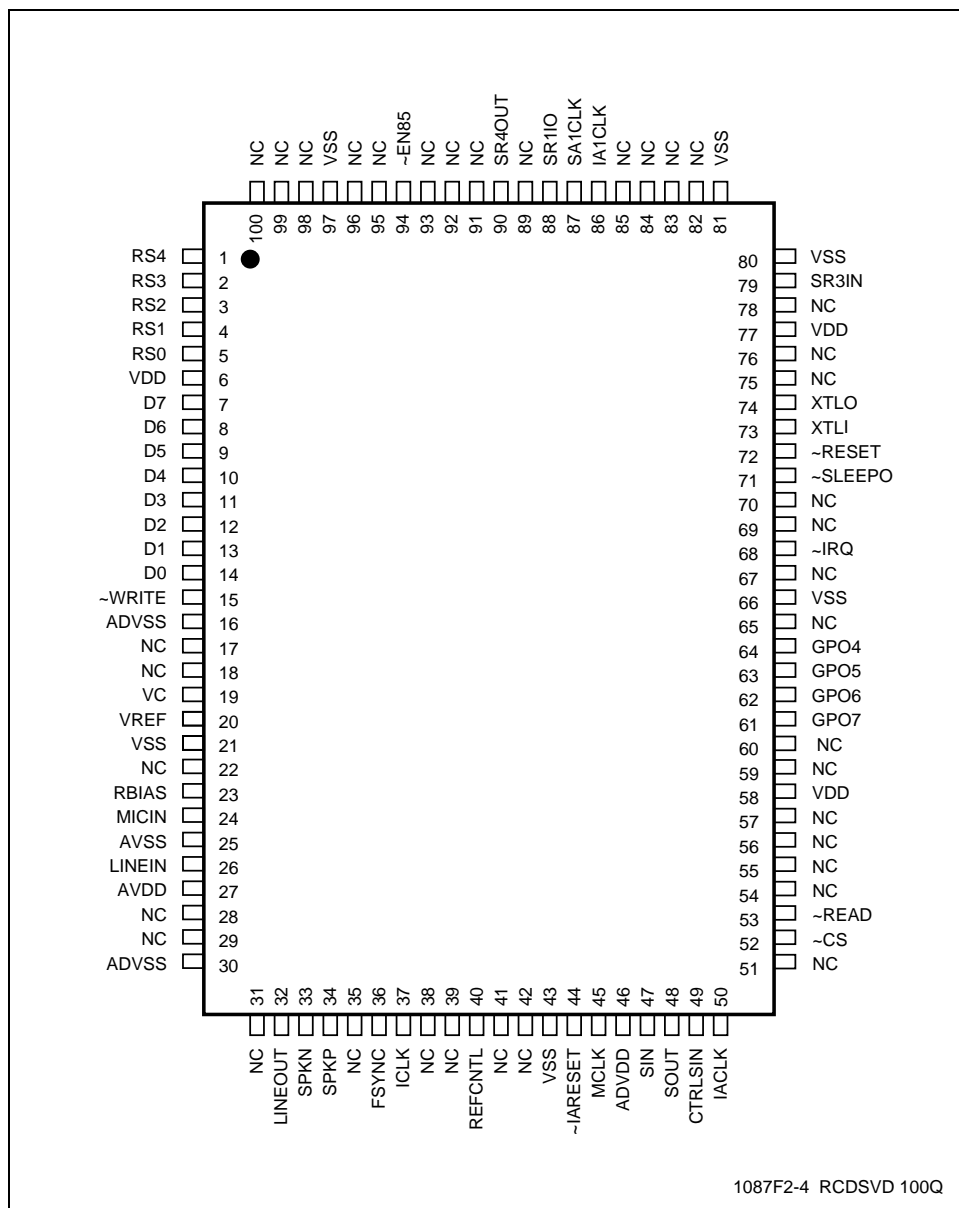 NC
NC
NC
VSS
NC
NC
~EN85
NC
NC
NC
SR4OUT
NC
SR1IO
SA1CLK
IA1CLK
NC
NC
NC
NC
VSS
100
99
98
97
96
95
94
93
92
91
90
89
88
87
86
85
84
83
82
81
RS4 1
RS3 2
RS2 3
RS1 4
RS0 5
VDD 6
D7 7
D6 8
D5 9
D4 10
D3 11
D2 12
D1 13
D0 14
~WRITE 15
ADVSS 16
NC 17
NC 18
VC 19
VREF 20
VSS 21
NC 22
RBIAS 23
MICIN 24
AVSS 25
LINEIN 26
AVDD 27
NC 28
NC 29
ADVSS 30
80 VSS
79 SR3IN
78 NC
77 VDD
76 NC
75 NC
74 XTLO
73 XTLI
72 ~RESET
71 ~SLEEPO
70 NC
69 NC
68 ~IRQ
67 NC
66 VSS
65 NC
64 GPO4
63 GPO5
62 GPO6
61 GPO7
60 NC
59 NC
58 VDD
57 NC
56 NC
55 NC
54 NC
53 ~READ
52 ~CS
51 NC
31
32
33
34
35
36
37
38
39
40
41
42
43
44
45
46
47
48
49
50
NC
LINEOUT
SPKN
SPKP
NC
FSYNC
ICLK
NC
NC
REFCNTL
NC
NC
VSS
~IARESET
MCLK
ADVDD
SIN
SOUT
CTRLSIN
IACLK
1087F2-4 RCDSVD 100Q